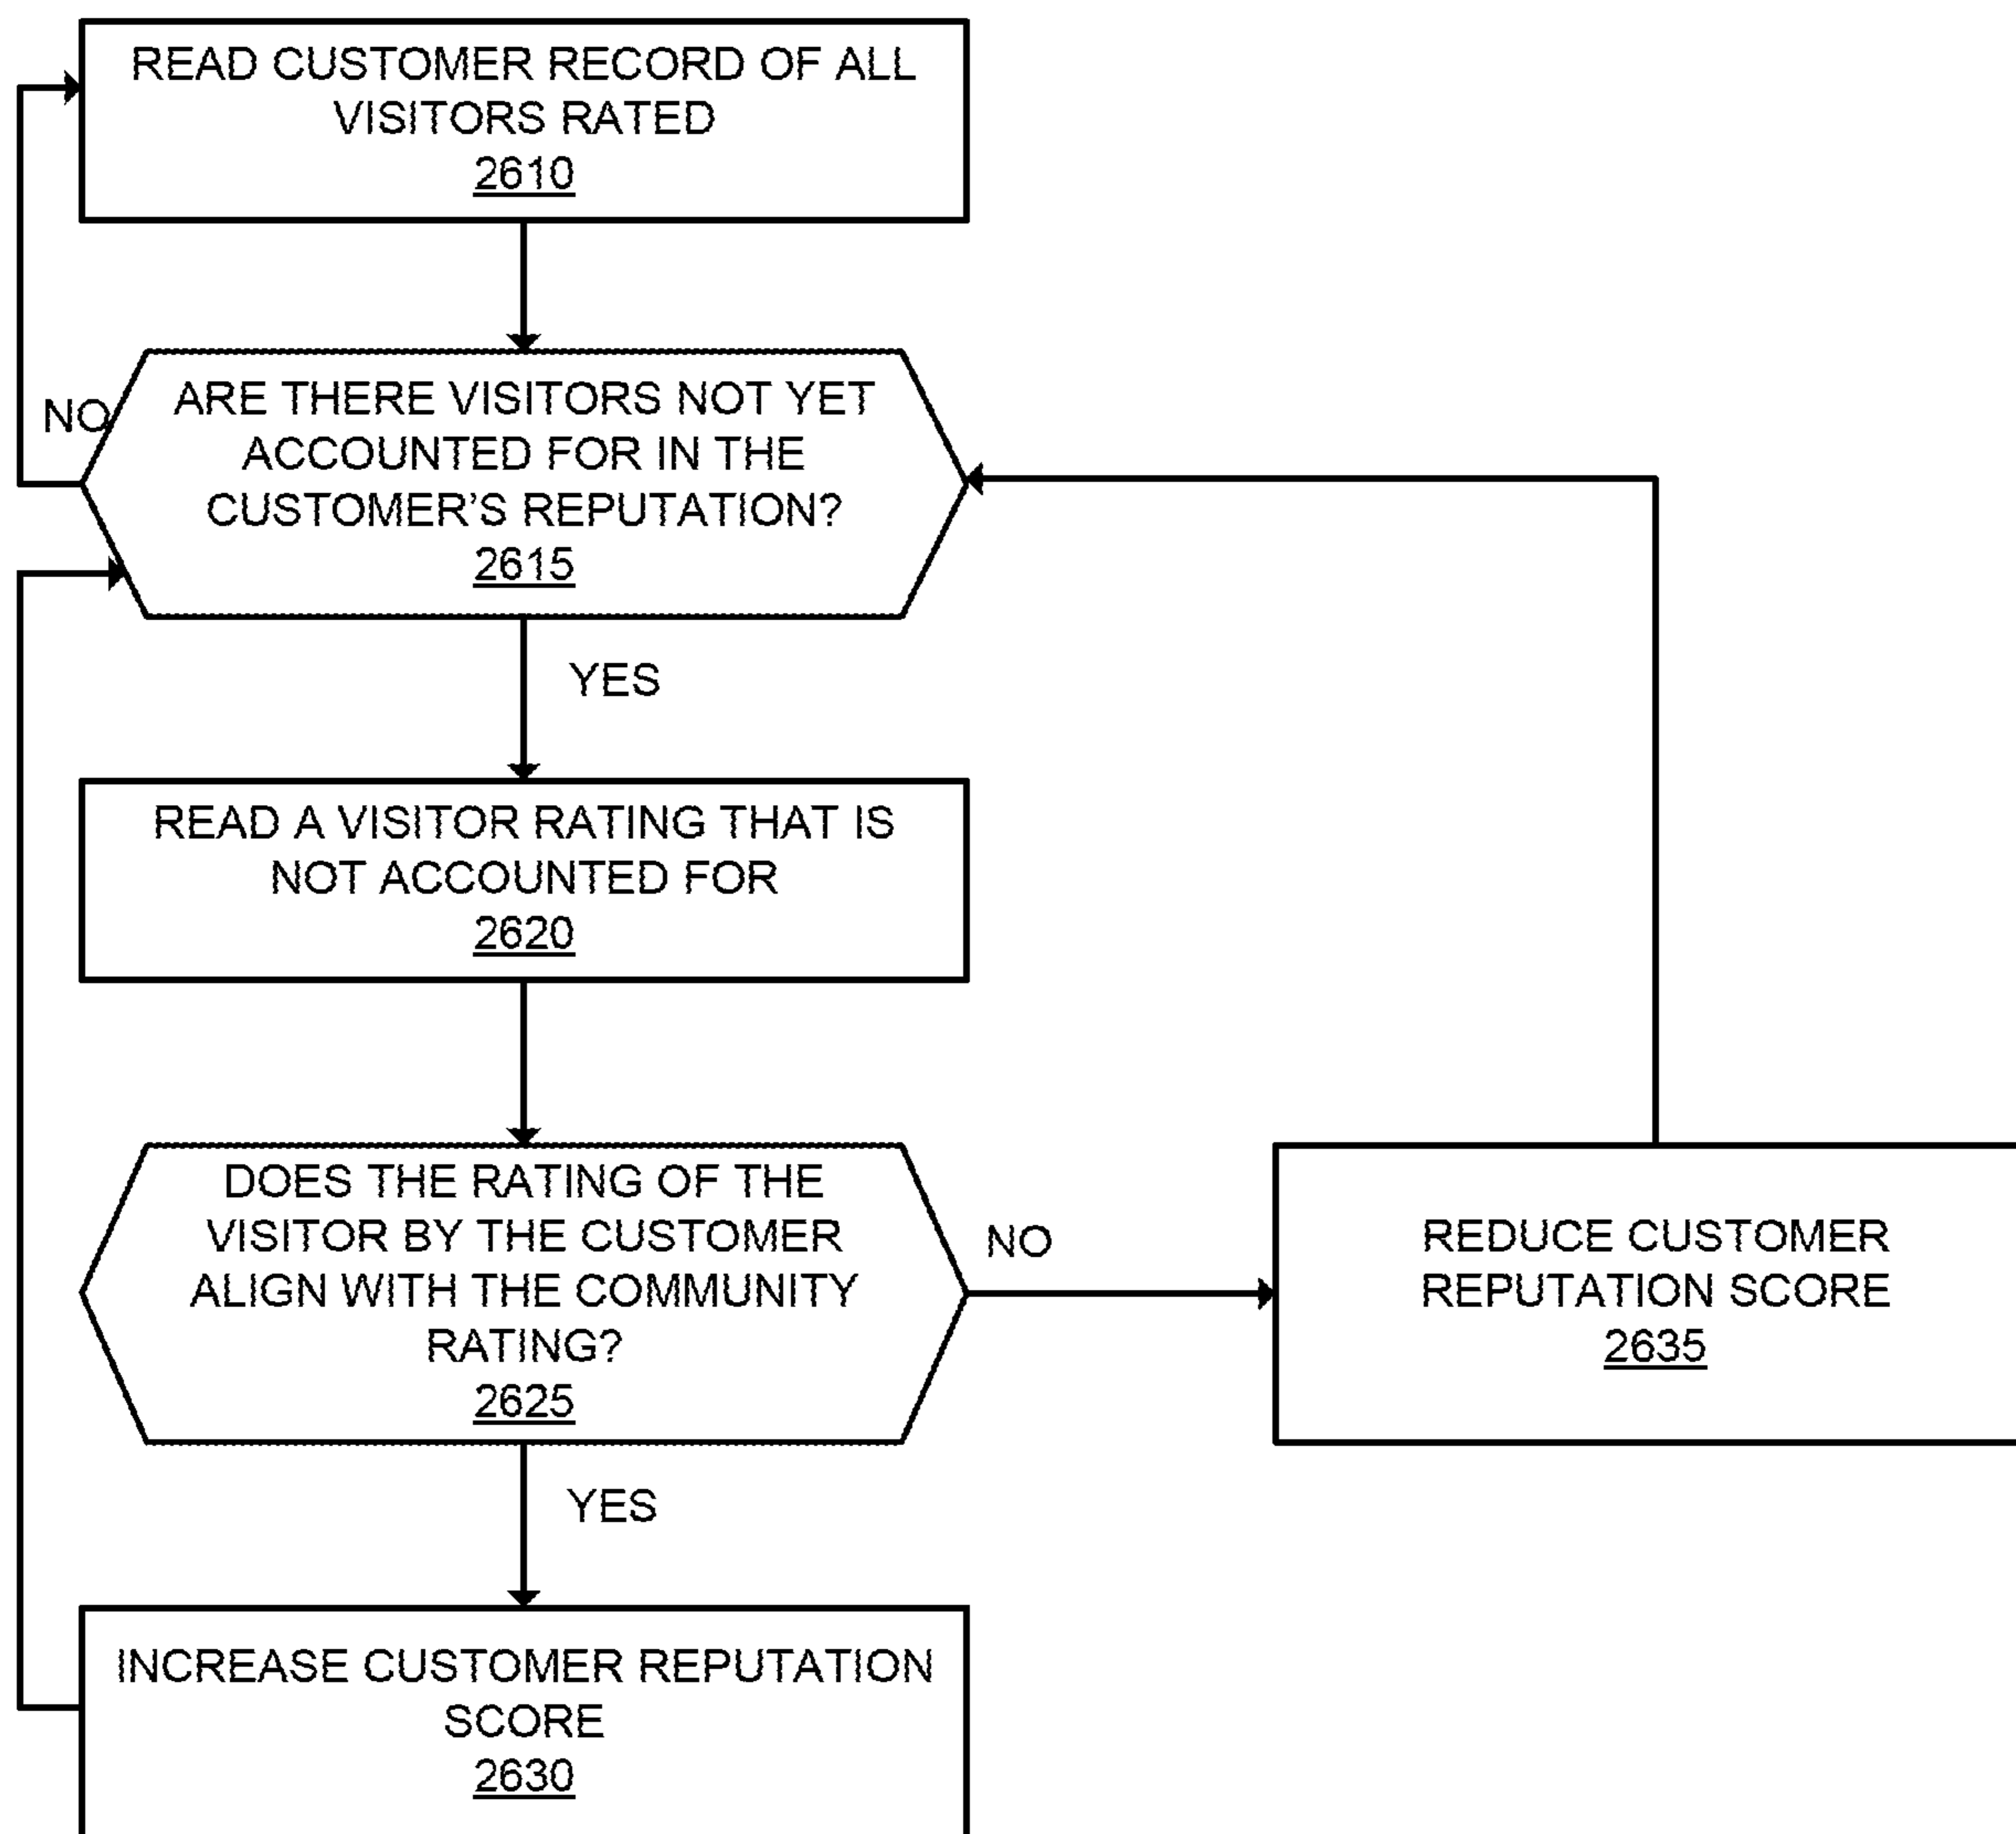 READ CUSTOMER RECORD OF ALL
VISITORS RATED
2610
NO
ARE THERE VISITORS NOT YET
ACCOUNTED FOR IN THE
CUSTOMER’S REPUTATION?
2615
YES
READ A VISITOR RATING THAT IS
NOT ACCOUNTED FOR
2620
DOES THE RATING OF THE
VISITOR BY THE CUSTOMER
ALIGN WITH THE COMMUNITY
RATING?
2625
NO
REDUCE CUSTOMER
REPUTATION SCORE
2635
YES
INCREASE CUSTOMER REPUTATION
SCORE
2630